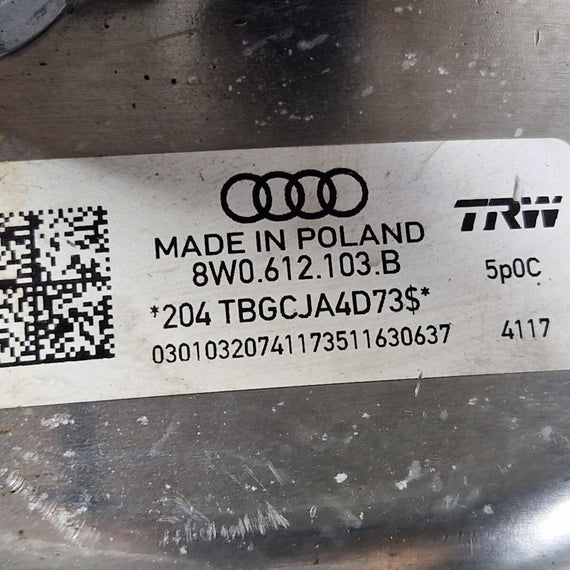 TRW
MADE IN POLAND
8W0.612.103.B
5p0C
*204 TBGCJA4D73$*
03010320741173511630637
4117